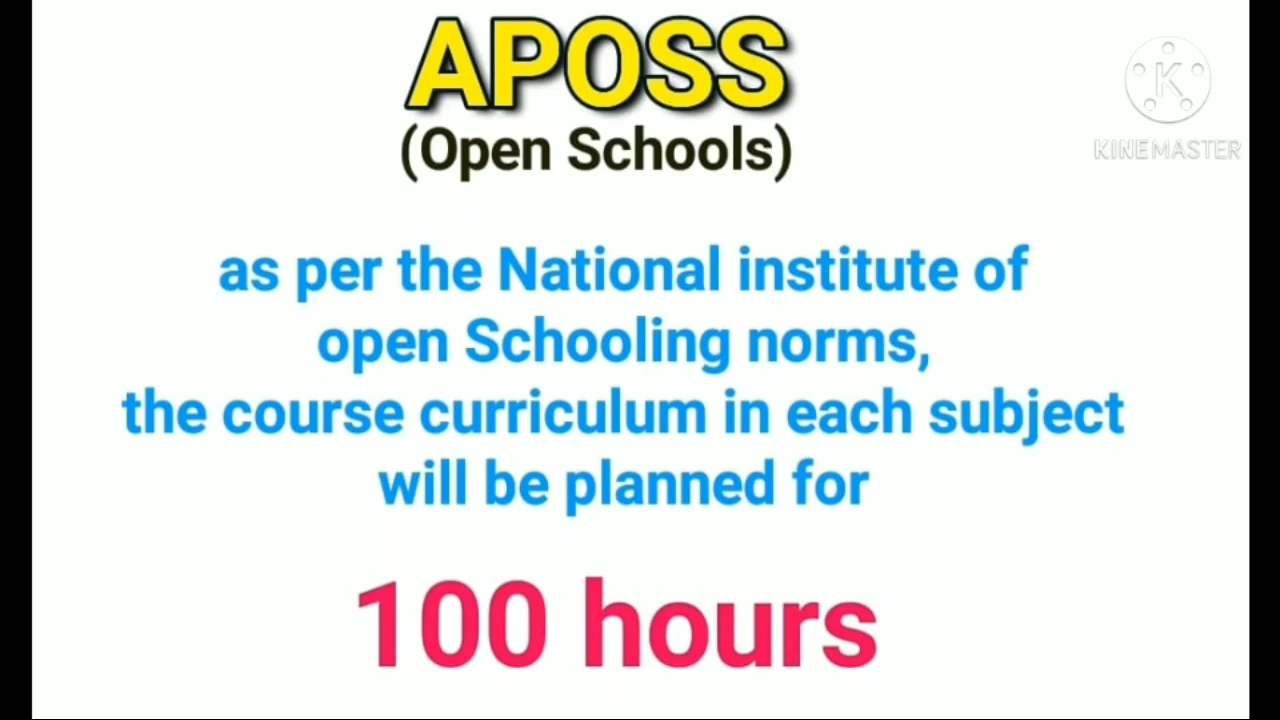 APOSS
(Open Schools)
K
KINEMASTER
as per the National institute of
open Schooling norms,
the course curriculum in each subject
will be planned for
100 hours